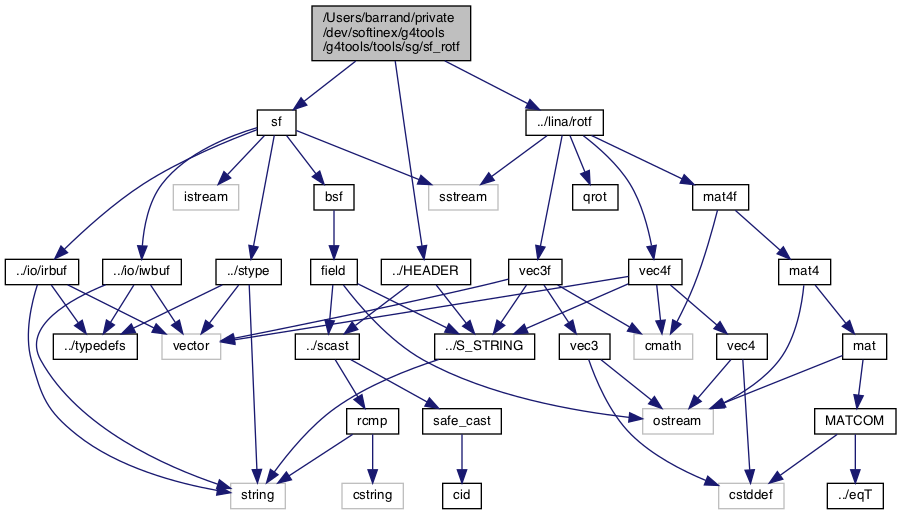 /Users/barrand/private
/dev/softinex/g4tools
/g4tools/tools/sg/sf_rotf
sf
../lina/rotf
istream
bsf
sstream
qrot
mat4f
../io/irbuf
../io/iwbuf
../stype
field
../HEADER
vec3f
vec4f
mat4
../typedefs
vector
../scast
../S_STRING
vec3
cmath
vec4
mat
rcmp
safe_cast
ostream
MATCOM
string
cstring
cid
cstddef
../eqT